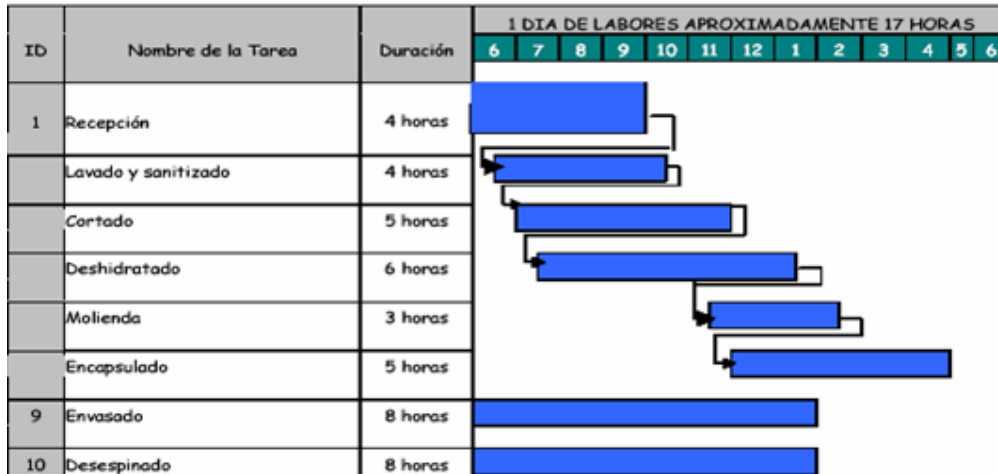 1 DIA DE LABORES APROXIMADAMENTE 17 HORAS
ID Nombre de la Tarea Duración 6 7 8 9 10 11 12 1 2 3 4 5 6
1 Recepción 4 horas
Lavado y sanitizado 4 horas
Cortado 5 horas
Deshidratado 6 horas
Molienda 3 horas
Encapsulado 5 horas
9 Envasado 8 horas
10 Desespinado 8 horas